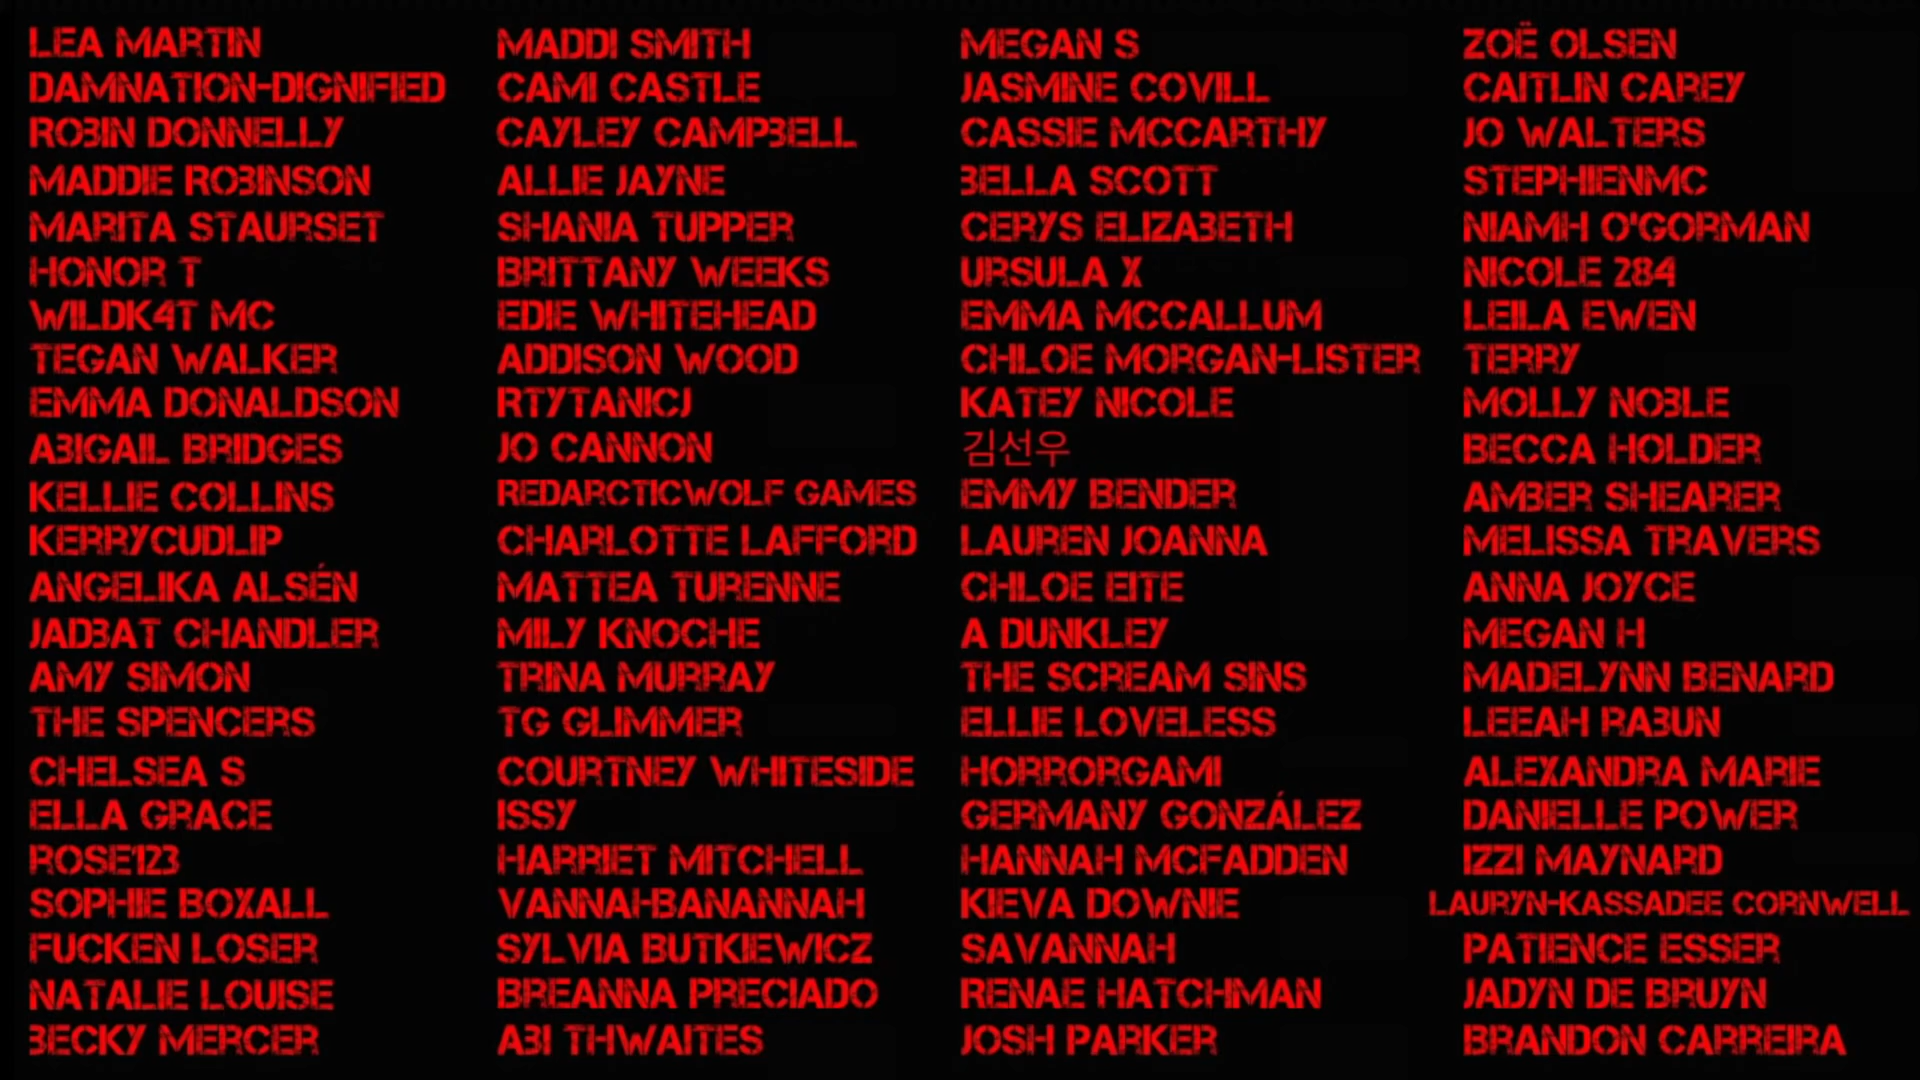 LEA MARTIN
DAMNATION-DIGNIFIED
ROBIN DONNELLY
MADDIE ROBINSON
MARITA STAURSET
HONOR T
WILDK4T MC
TEGAN WALKER
EMMA DONALDSON
ABIGAIL BRIDGES
KELLIE COLLINS
KERRYCUDLIP
ANGELIKA ALSÉN
JADBAT CHANDLER
AMY SIMON
THE SPENCERS
CHELSEA S
ELLA GRACE
ROSE123
SOPHIE BOXALL
FUCKEN LOSER
NATALIE LOUISE
BECKY MERCER
MADDI SMITH
CAMI CASTLE
CAYLEY CAMPBELL
ALLIE JAYNE
SHANIA TUPPER
BRITTANY WEEKS
EDIE WHITEHEAD
ADDISON WOOD
RTYTANICJ
JO CANNON
REDARCTICWOLF GAMES
CHARLOTTE LAFFORD
MATTEA TURENNE
MILY KNOCHE
TRINA MURRAY
TG GLIMMER
COURTNEY WHITESIDE
ISSY
HARRIET MITCHELL
VANNAH-BANANNAH
SYLVIA BUTKIEWICZ
BREANNA PRECIADO
ABI THWAITES
MEGAN S
JASMINE COVILL
CASSIE MCCARTHY
BELLA SCOTT
CERYS ELIZABETH
URSULA X
EMMA MCCALLUM
CHLOE MORGAN-LISTER
KATEY NICOLE
김선우
EMMY BENDER
LAUREN JOANNA
CHLOE EITE
A DUNKLEY
THE SCREAM SINS
ELLIE LOVELESS
HORRORGAMI
GERMANY GONZÁLEZ
HANNAH MCFADDEN
KIEVA DOWNIE
SAVANNAH
RENAE HATCHMAN
JOSH PARKER
ZOË OLSEN
CAITLIN CAREY
JO WALTERS
STEPHIENMC
NIAMH O'GORMAN
NICOLE 284
LEILA EWEN
TERRY
MOLLY NOBLE
BECCA HOLDER
AMBER SHEARER
MELISSA TRAVERS
ANNA JOYCE
MEGAN H
MADELYNN BENARD
LEEAH RABUN
ALEXANDRA MARIE
DANIELLE POWER
IZZI MAYNARD
LAURYN-KASSADEE CORNWELL
PATIENCE ESSER
JADYN DE BRUYN
BRANDON CARREIRA